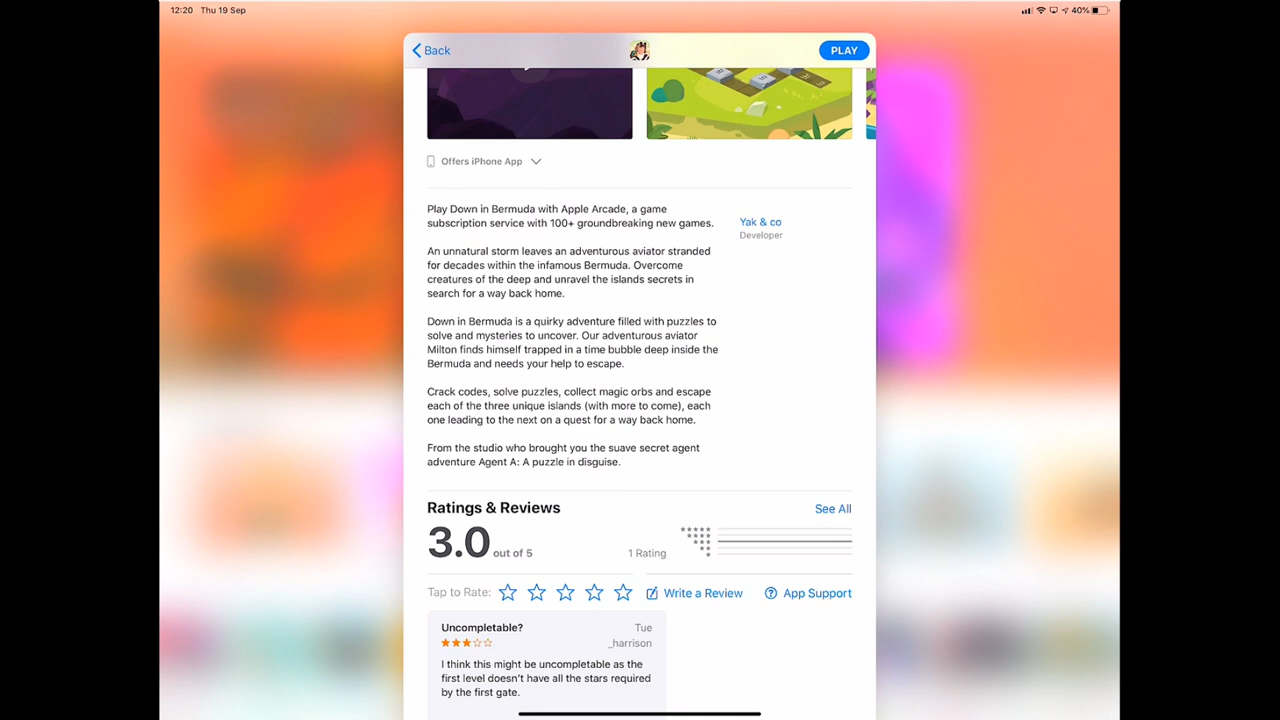 12:20 Thu 19 Sep 40%
Back PLAY
Offers iPhone App
Play Down in Bermuda with Apple Arcade, a game
subscription service with 100+ groundbreaking new games.
Yak & co
Developer
An unnatural storm leaves an adventurous aviator stranded
for decades within the infamous Bermuda. Overcome
creatures of the deep and unravel the islands secrets in
search for a way back home.
Down in Bermuda is a quirky adventure filled with puzzles to
solve and mysteries to uncover. Our adventurous aviator
Milton finds himself trapped in a time bubble deep inside the
Bermuda and needs your help to escape.
Crack codes, solve puzzles, collect magic orbs and escape
each of the three unique islands (with more to come), each
one leading to the next on a quest for a way back home.
From the studio who brought you the suave secret agent
adventure Agent A: A puzzle in disguise.
Ratings & Reviews See All
3.0 out of 5 1 Rating
Tap to Rate: Write a Review App Support
Uncompletable? Tue
_harrison
I think this might be uncompletable as the
first level doesn't have all the stars required
by the first gate.